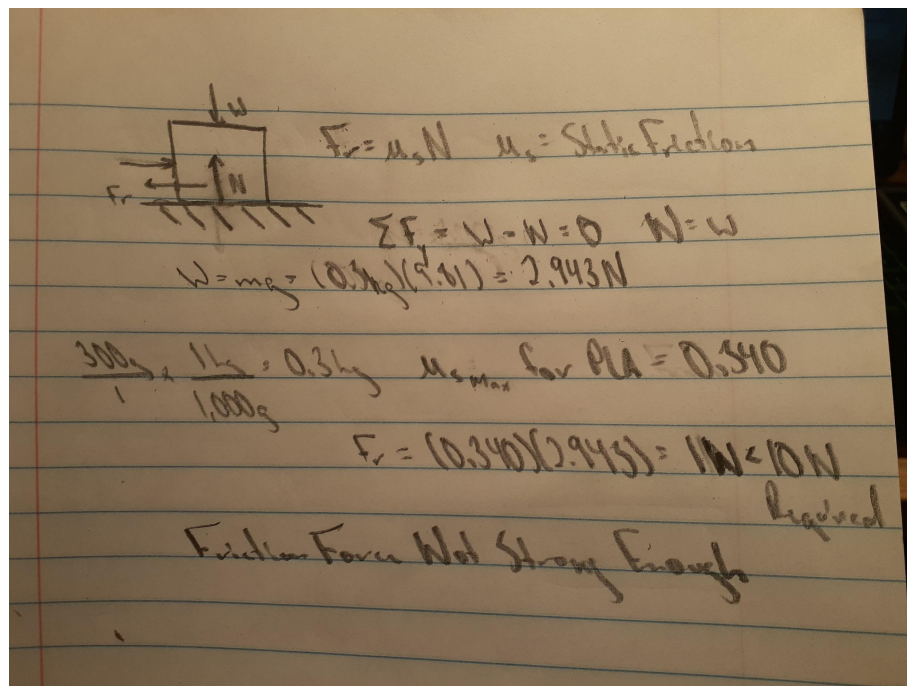 W
Fr = μsN μs = Static Friction
Fr N
ΣFy = W - N = 0 N = W
W = mg = (0.3kg)(9.81) = 2.943N
300g/1 × 1kg/1,000g = 0.3kg μs Max for PLA = 0.340
Fr = (0.340)(2.943) = 1N < 10N
Required
Friction Force Not Strong Enough